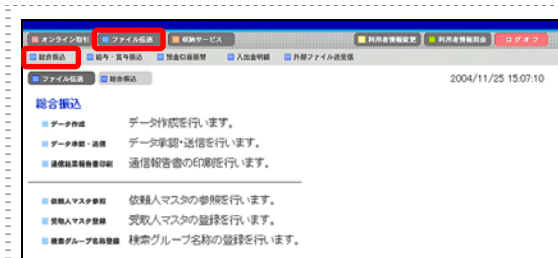 オンライン取引 ファイル伝送 収納サービス 利用者情報変更 利用者情報照会 ログオフ
総合振込 給与・賞与振込 預金口座振替 入出金明細 外部ファイル送受信
ファイル伝送 総合振込 2004/11/25 15:07:10
総合振込
データ作成 データ作成を行います。
データ承認・送信 データ承認・送信を行います。
通信結果報告書印刷 通信報告書の印刷を行います。
依頼人マスタ参照 依頼人マスタの参照を行います。
受取人マスタ登録 受取人マスタの登録を行います。
検索グループ名称登録 検索グループ名称の登録を行います。